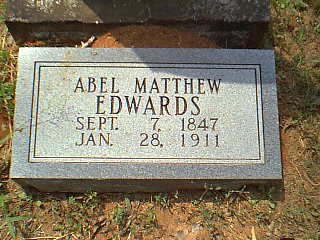 ABEL MATTHEW
EDWARDS
SEPT. 7, 1847
JAN. 28, 1911